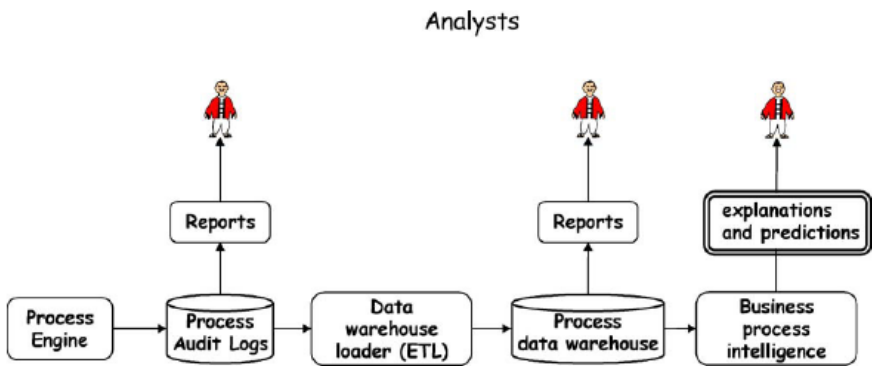 Analysts
Reports
Reports
explanations
and predictions
Process
Engine
Process
Audit Logs
Data
warehouse
loader (ETL)
Process
data warehouse
Business
process
intelligence